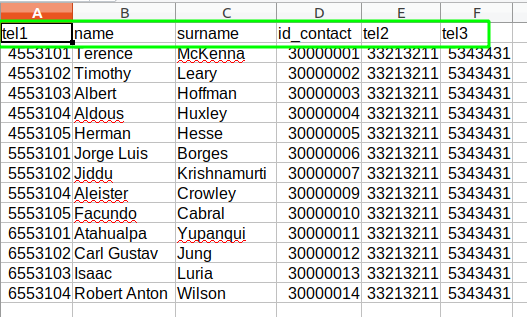 A B C D E F
tel1 name surname id_contact tel2 tel3
4553101 Terence McKenna 30000001 33213211 5343431
4553102 Timothy Leary 30000002 33213211 5343431
4553103 Albert Hoffman 30000003 33213211 5343431
4553104 Aldous Huxley 30000004 33213211 5343431
4553105 Herman Hesse 30000005 33213211 5343431
5553101 Jorge Luis Borges 30000006 33213211 5343431
5553102 Jiddu Krishnamurti 30000007 33213211 5343431
5553104 Aleister Crowley 30000009 33213211 5343431
5553105 Facundo Cabral 30000010 33213211 5343431
6553101 Atahualpa Yupanqui 30000011 33213211 5343431
6553102 Carl Gustav Jung 30000012 33213211 5343431
6553103 Isaac Luria 30000013 33213211 5343431
6553104 Robert Anton Wilson 30000014 33213211 5343431